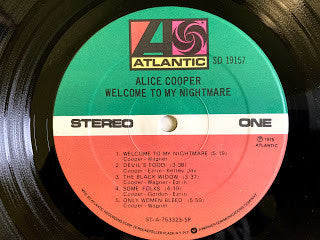 ATLANTIC
SD 19157
ALICE COOPER
WELCOME TO MY NIGHTMARE
STEREO ONE
1. WELCOME TO MY NIGHTMARE (5:19)
Cooper-Wagner
2. DEVIL'S FOOD (3:38)
Cooper-Ezrin-Kelley Jay
3. THE BLACK WIDOW (3:37)
Cooper-Wagner-Ezrin
4. SOME FOLKS (4:19)
Cooper-Gordon-Ezrin
5. ONLY WOMEN BLEED (5:59)
Cooper-Wagner
℗ 1975
ATLANTIC
ST-A-753323-SP